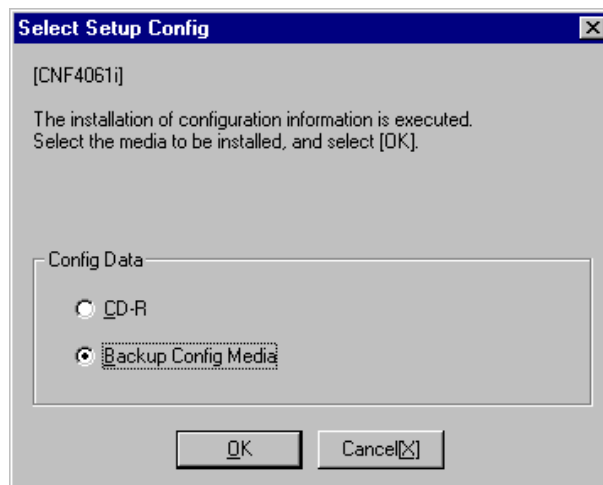 Select Setup Config
[CNF4061i]
The installation of configuration information is executed.
Select the media to be installed, and select [OK].
Config Data
CD-R
Backup Config Media
OK
Cancel[X]